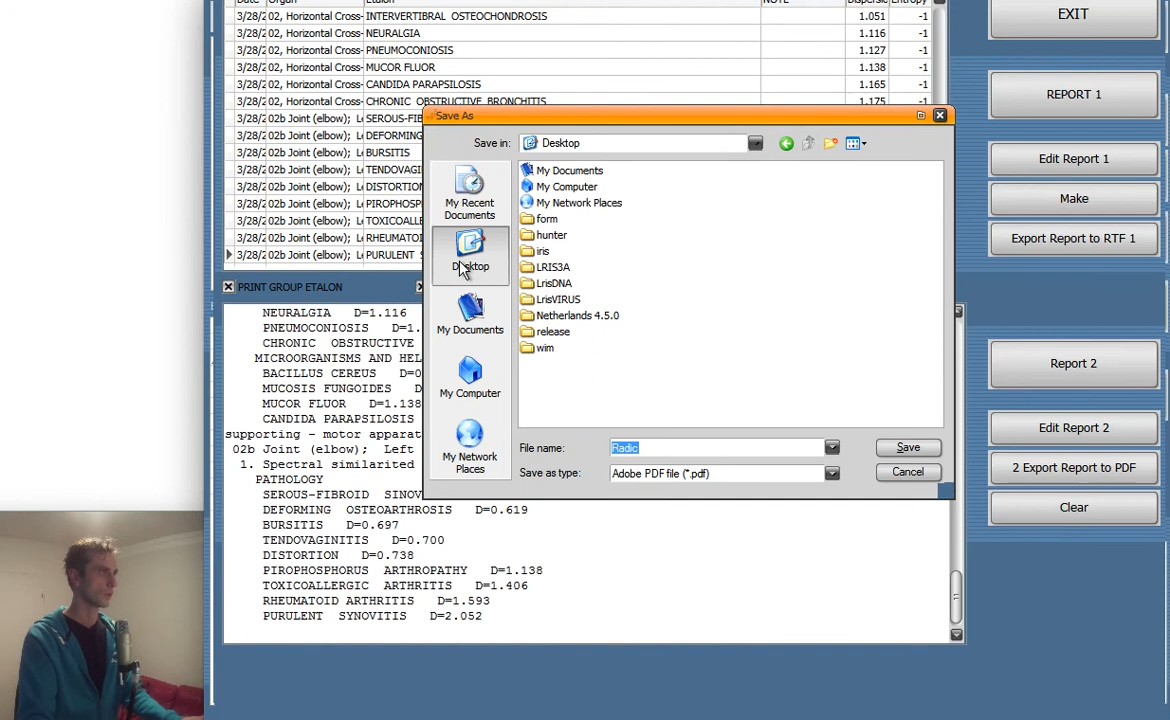 Date Organ Etalon NOTE Dispersio Entropy
3/28/2 02, Horizontal Cross- INTERVERTIBRAL OSTEOCHONDROSIS 1.051 -1
3/28/2 02, Horizontal Cross- NEURALGIA 1.116 -1
3/28/2 02, Horizontal Cross- PNEUMOCONIOSIS 1.127 -1
3/28/2 02, Horizontal Cross- MUCOR FLUOR 1.138 -1
3/28/2 02, Horizontal Cross- CANDIDA PARAPSILOSIS 1.165 -1
3/28/2 02, Horizontal Cross- CHRONIC OBSTRUCTIVE BRONCHITIS 1.175 -1
3/28/2 02b Joint (elbow); Le SEROUS-FIB
3/28/2 02b Joint (elbow); Le DEFORMING
3/28/2 02b Joint (elbow); Le BURSITIS
3/28/2 02b Joint (elbow); Le TENDOVAG
3/28/2 02b Joint (elbow); Le DISTORTION
3/28/2 02b Joint (elbow); Le PIROPHOSP
3/28/2 02b Joint (elbow); Le TOXICOALL
3/28/2 02b Joint (elbow); Le RHEUMATOI
3/28/2 02b Joint (elbow); Le PURULENT S
EXIT
REPORT 1
Edit Report 1
Make
Export Report to RTF 1
Report 2
Edit Report 2
2 Export Report to PDF
Clear
Save As
Save in: Desktop
My Recent
Documents
Desktop
My Documents
My Computer
My Network
Places
My Documents
My Computer
My Network Places
form
hunter
iris
LRIS3A
LrisDNA
LrisVIRUS
Netherlands 4.5.0
release
wim
File name: Radic
Save
Save as type: Adobe PDF file (*.pdf)
Cancel
PRINT GROUP ETALON
NEURALGIA D=1.116
PNEUMOCONIOSIS D=1.
CHRONIC OBSTRUCTIVE
MICROORGANISMS AND HEL
BACILLUS CEREUS D=0
MUCOSIS FUNGOIDES D
MUCOR FLUOR D=1.138
CANDIDA PARAPSILOSIS
supporting - motor apparat
02b Joint (elbow); Left
1. Spectral similarited
PATHOLOGY
SEROUS-FIBROID SINOV
DEFORMING OSTEOARTHROSIS D=0.619
BURSITIS D=0.697
TENDOVAGINITIS D=0.700
DISTORTION D=0.738
PIROPHOSPHORUS ARTHROPATHY D=1.138
TOXICOALLERGIC ARTHRITIS D=1.406
RHEUMATOID ARTHRITIS D=1.593
PURULENT SYNOVITIS D=2.052